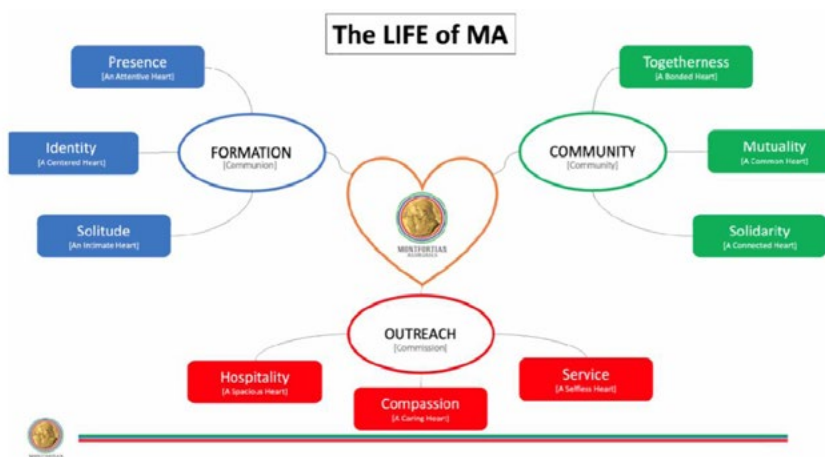 The LIFE of MA
Presence
[An Attentive Heart]
Identity
[A Centered Heart]
Solitude
[An Intimate Heart]
FORMATION
[Communion]
COMMUNITY
[Community]
Togetherness
[A Bonded Heart]
Mutuality
[A Common Heart]
Solidarity
[A Connected Heart]
MONTFORTIAS
OUTREACH
[Commission]
Hospitality
[A Spacious Heart]
Compassion
[A Caring Heart]
Service
[A Selfless Heart]